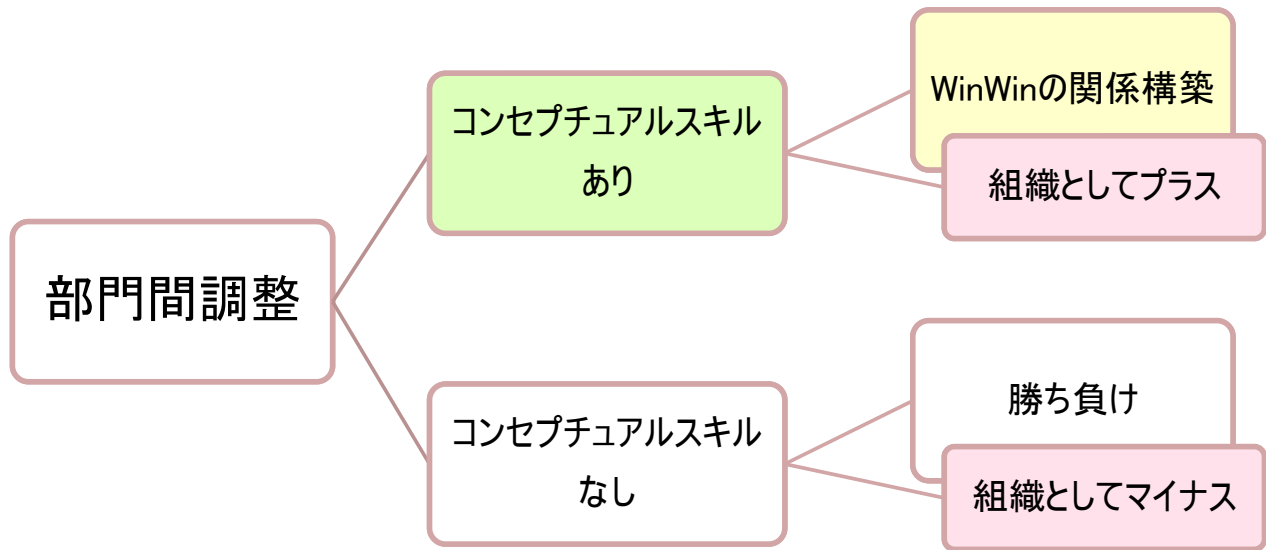 部門間調整
コンセプチュアルスキル
あり
WinWinの関係構築
組織としてプラス
コンセプチュアルスキル
なし
勝ち負け
組織としてマイナス